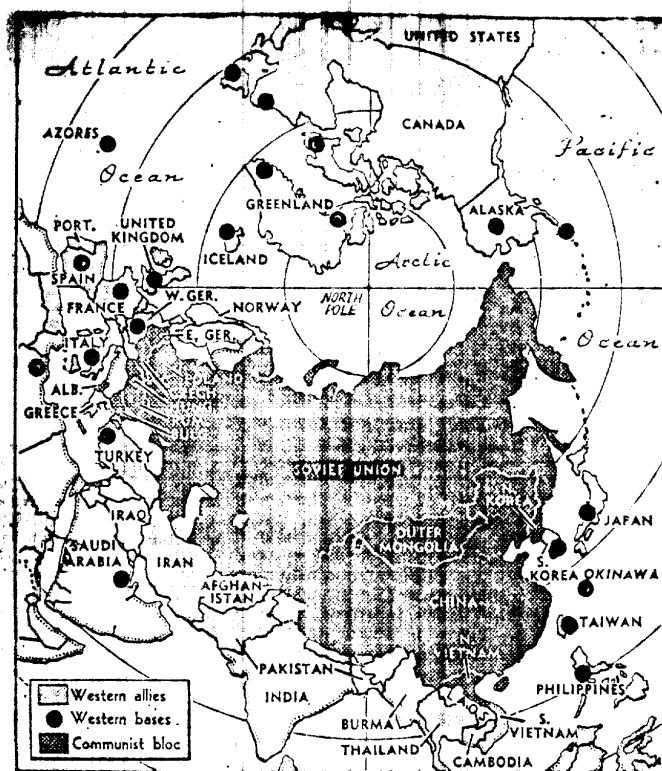 UNITED STATES
Atlantic
AZORES
CANADA
Pacific
Ocean
GREENLAND
ALASKA
PORT.
UNITED
KINGDOM
ICELAND
Arctic
SPAIN
FRANCE
W. GER.
NORWAY
NORTH
POLE
Ocean
Ocean
E. GER.
ITALY
ALB.
GREECE
TURKEY
SOVIET UNION
KOREA
IRAQ
OUTER
MONGOLIA
JAPAN
SAUDI
ARABIA
IRAN
S.
KOREA
OKINAWA
AFGHAN-
ISTAN
CHINA
TAIWAN
N.
VIETNAM
PAKISTAN
INDIA
PHILIPPINES
BURMA
THAILAND
S.
VIETNAM
CAMBODIA
Western allies
Western bases
Communist bloc